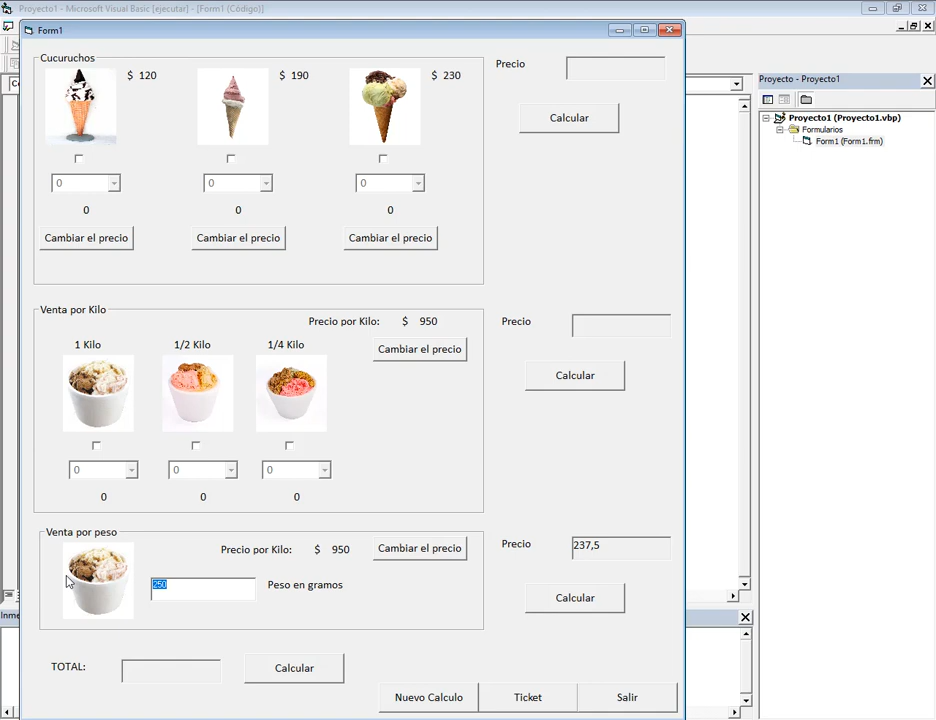 Proyecto1 - Microsoft Visual Basic [ejecutar] - [Form1 (Código)]
Form1
Cucuruchos
$ 120
$ 190
$ 230
Precio
Calcular
0
0
0
0
0
0
Cambiar el precio
Cambiar el precio
Cambiar el precio
Venta por Kilo
Precio por Kilo: $ 950
1 Kilo
1/2 Kilo
1/4 Kilo
Cambiar el precio
Precio
Calcular
0
0
0
0
0
0
Venta por peso
Precio por Kilo: $ 950
Cambiar el precio
250
Peso en gramos
Precio
237,5
Calcular
TOTAL:
Calcular
Nuevo Calculo
Ticket
Salir
Proyecto - Proyecto1
Proyecto1 (Proyecto1.vbp)
Formularios
Form1 (Form1.frm)